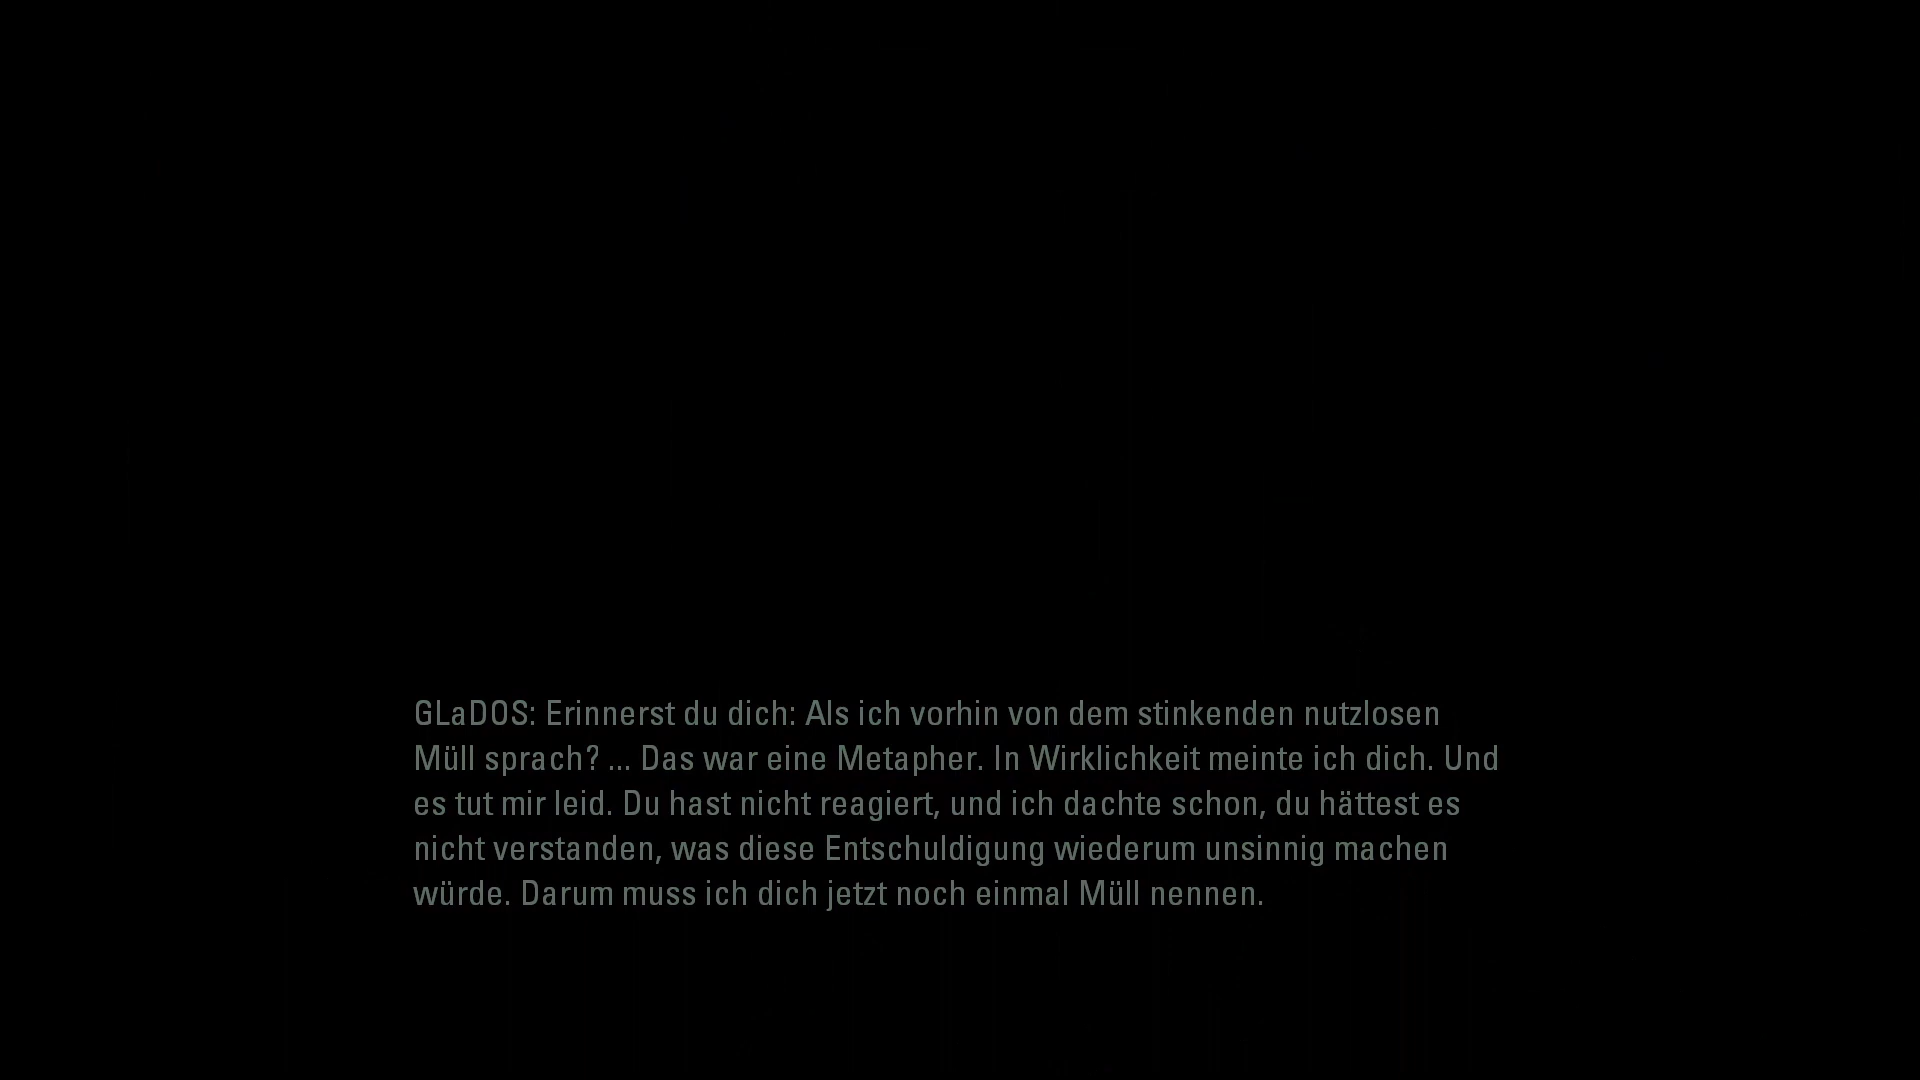 GLaDOS: Erinnerst du dich: Als ich vorhin von dem stinkenden nutzlosen
Müll sprach? ... Das war eine Metapher. In Wirklichkeit meinte ich dich. Und
es tut mir leid. Du hast nicht reagiert, und ich dachte schon, du hättest es
nicht verstanden, was diese Entschuldigung wiederum unsinnig machen
würde. Darum muss ich dich jetzt noch einmal Müll nennen.